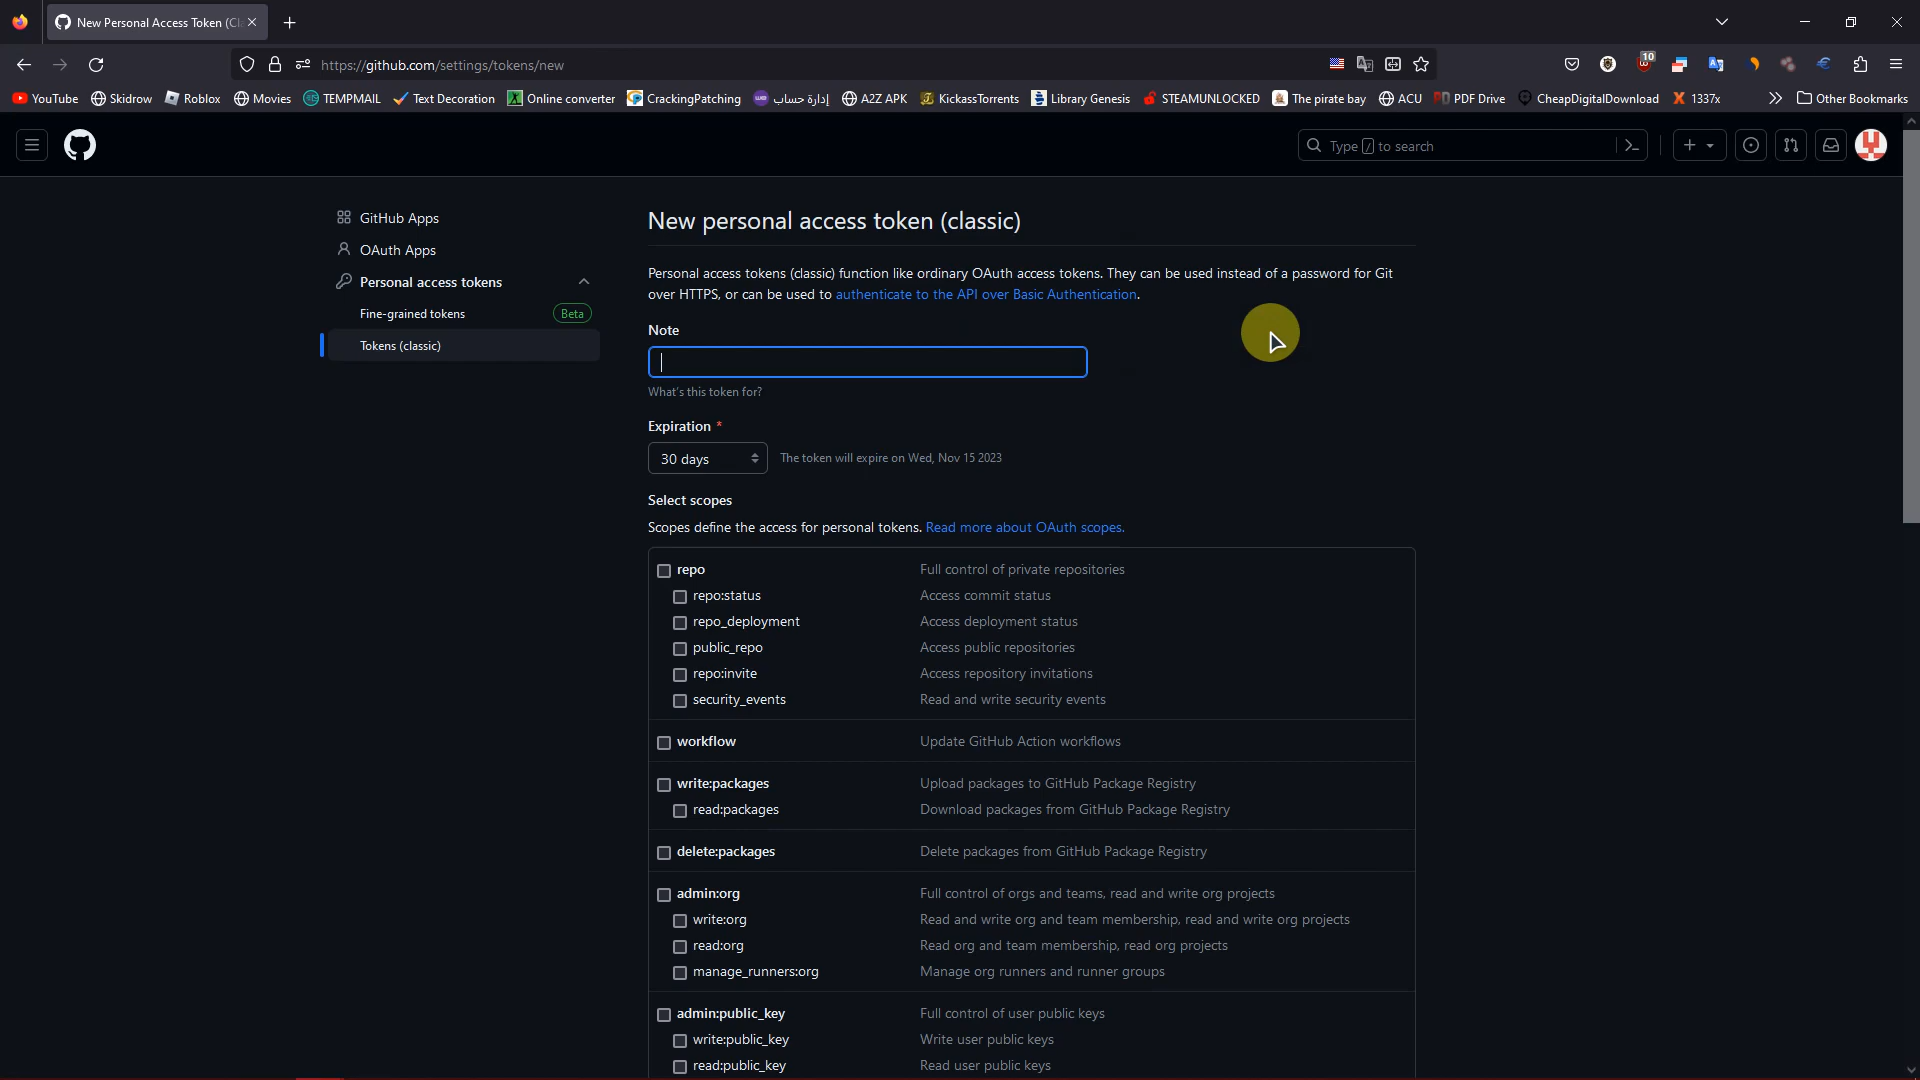 New Personal Access Token (Cl
https://github.com/settings/tokens/new
10
YouTube
Skidrow
Roblox
Movies
TEMPMAIL
Text Decoration
Online converter
CrackingPatching
إدارة حساب
A2Z APK
KickassTorrents
Library Genesis
STEAMUNLOCKED
The pirate bay
ACU
PDF Drive
CheapDigitalDownload
1337x
Other Bookmarks
Type / to search
GitHub Apps
OAuth Apps
Personal access tokens
Fine-grained tokens
Beta
Tokens (classic)
New personal access token (classic)
Personal access tokens (classic) function like ordinary OAuth access tokens. They can be used instead of a password for Git
over HTTPS, or can be used to authenticate to the API over Basic Authentication.
Note
What's this token for?
Expiration *
30 days
The token will expire on Wed, Nov 15 2023
Select scopes
Scopes define the access for personal tokens. Read more about OAuth scopes.
repo Full control of private repositories
repo:status Access commit status
repo_deployment Access deployment status
public_repo Access public repositories
repo:invite Access repository invitations
security_events Read and write security events
workflow Update GitHub Action workflows
write:packages Upload packages to GitHub Package Registry
read:packages Download packages from GitHub Package Registry
delete:packages Delete packages from GitHub Package Registry
admin:org Full control of orgs and teams, read and write org projects
write:org Read and write org and team membership, read and write org projects
read:org Read org and team membership, read org projects
manage_runners:org Manage org runners and runner groups
admin:public_key Full control of user public keys
write:public_key Write user public keys
read:public_key Read user public keys